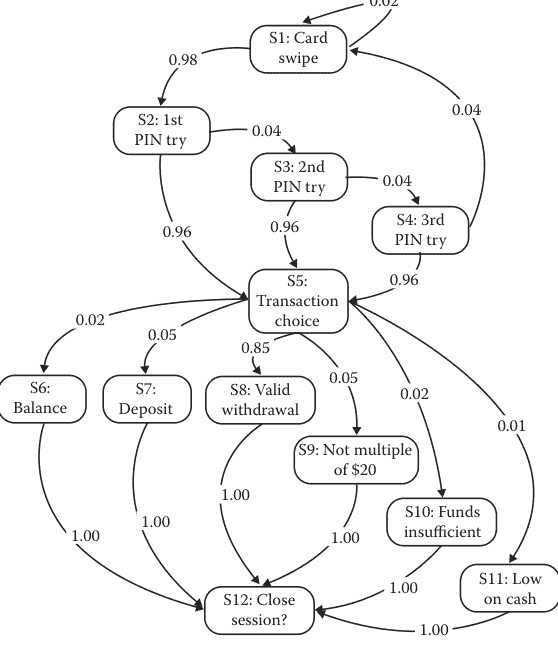 0.02
S1: Card
swipe
0.98
0.04
S2: 1st
PIN try
0.04
S3: 2nd
PIN try
0.04
S4: 3rd
PIN try
0.96
0.96
0.96
S5:
Transaction
choice
0.02
0.05
0.85
0.05
0.02
0.01
S6:
Balance
S7:
Deposit
S8: Valid
withdrawal
S9: Not multiple
of $20
S10: Funds
insufficient
1.00
1.00
1.00
1.00
S11: Low
on cash
1.00
S12: Close
session?
1.00